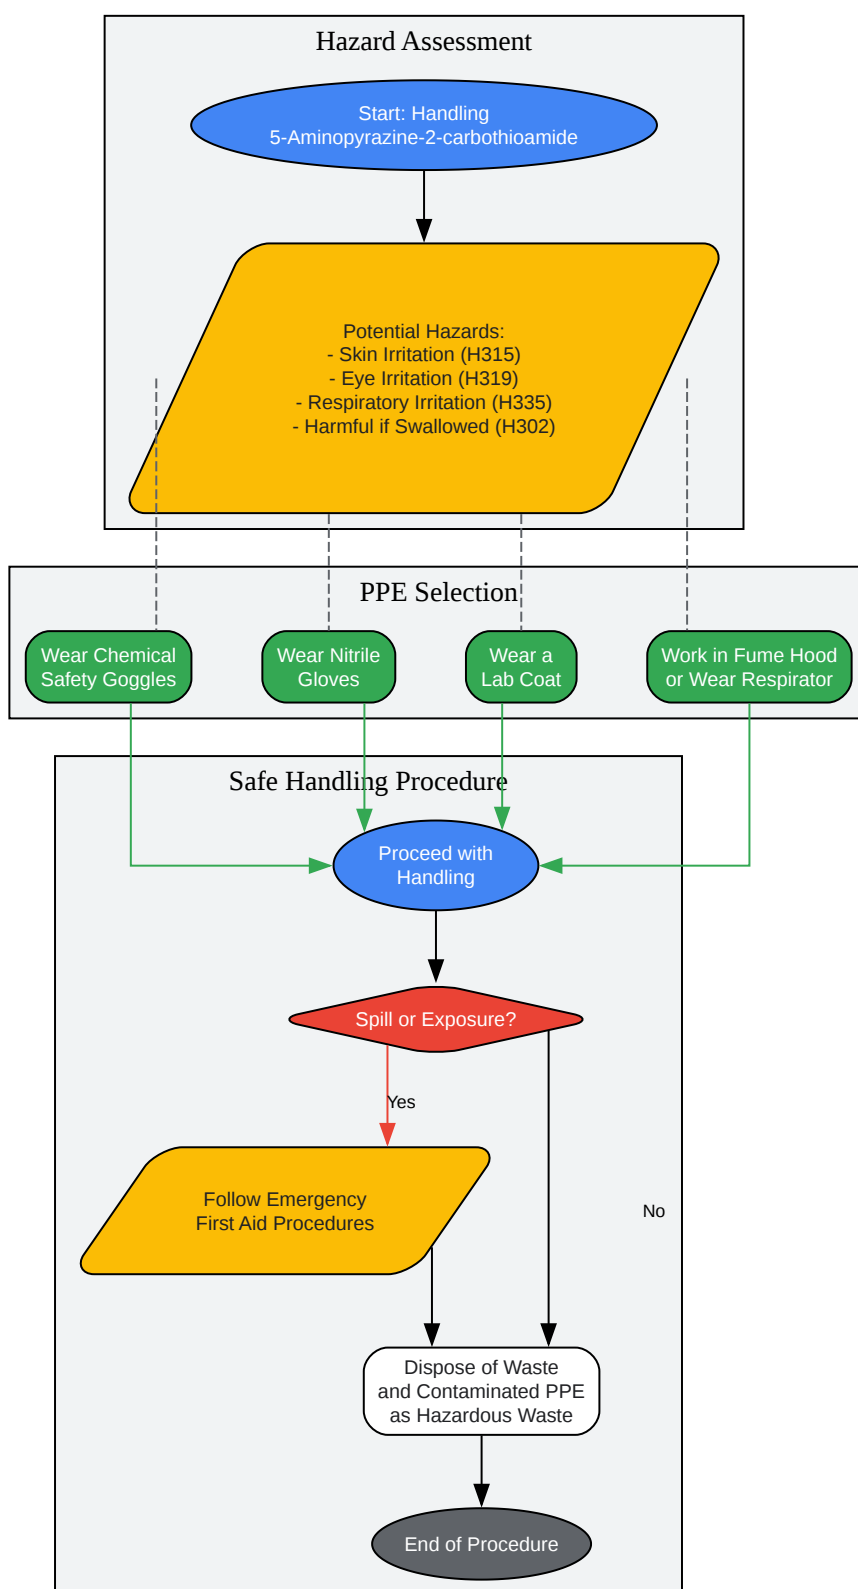 Hazard Assessment
Start: Handling
5-Aminopyrazine-2-carbothioamide
Potential Hazards:
- Skin Irritation (H315)
- Eye Irritation (H319)
- Respiratory Irritation (H335)
- Harmful if Swallowed (H302)
PPE Selection
Wear Chemical
Safety Goggles
Wear Nitrile
Gloves
Wear a
Lab Coat
Work in Fume Hood
or Wear Respirator
Safe Handling Procedure
Proceed with
Handling
Spill or Exposure?
Yes
Follow Emergency
First Aid Procedures
No
Dispose of Waste
and Contaminated PPE
as Hazardous Waste
End of Procedure